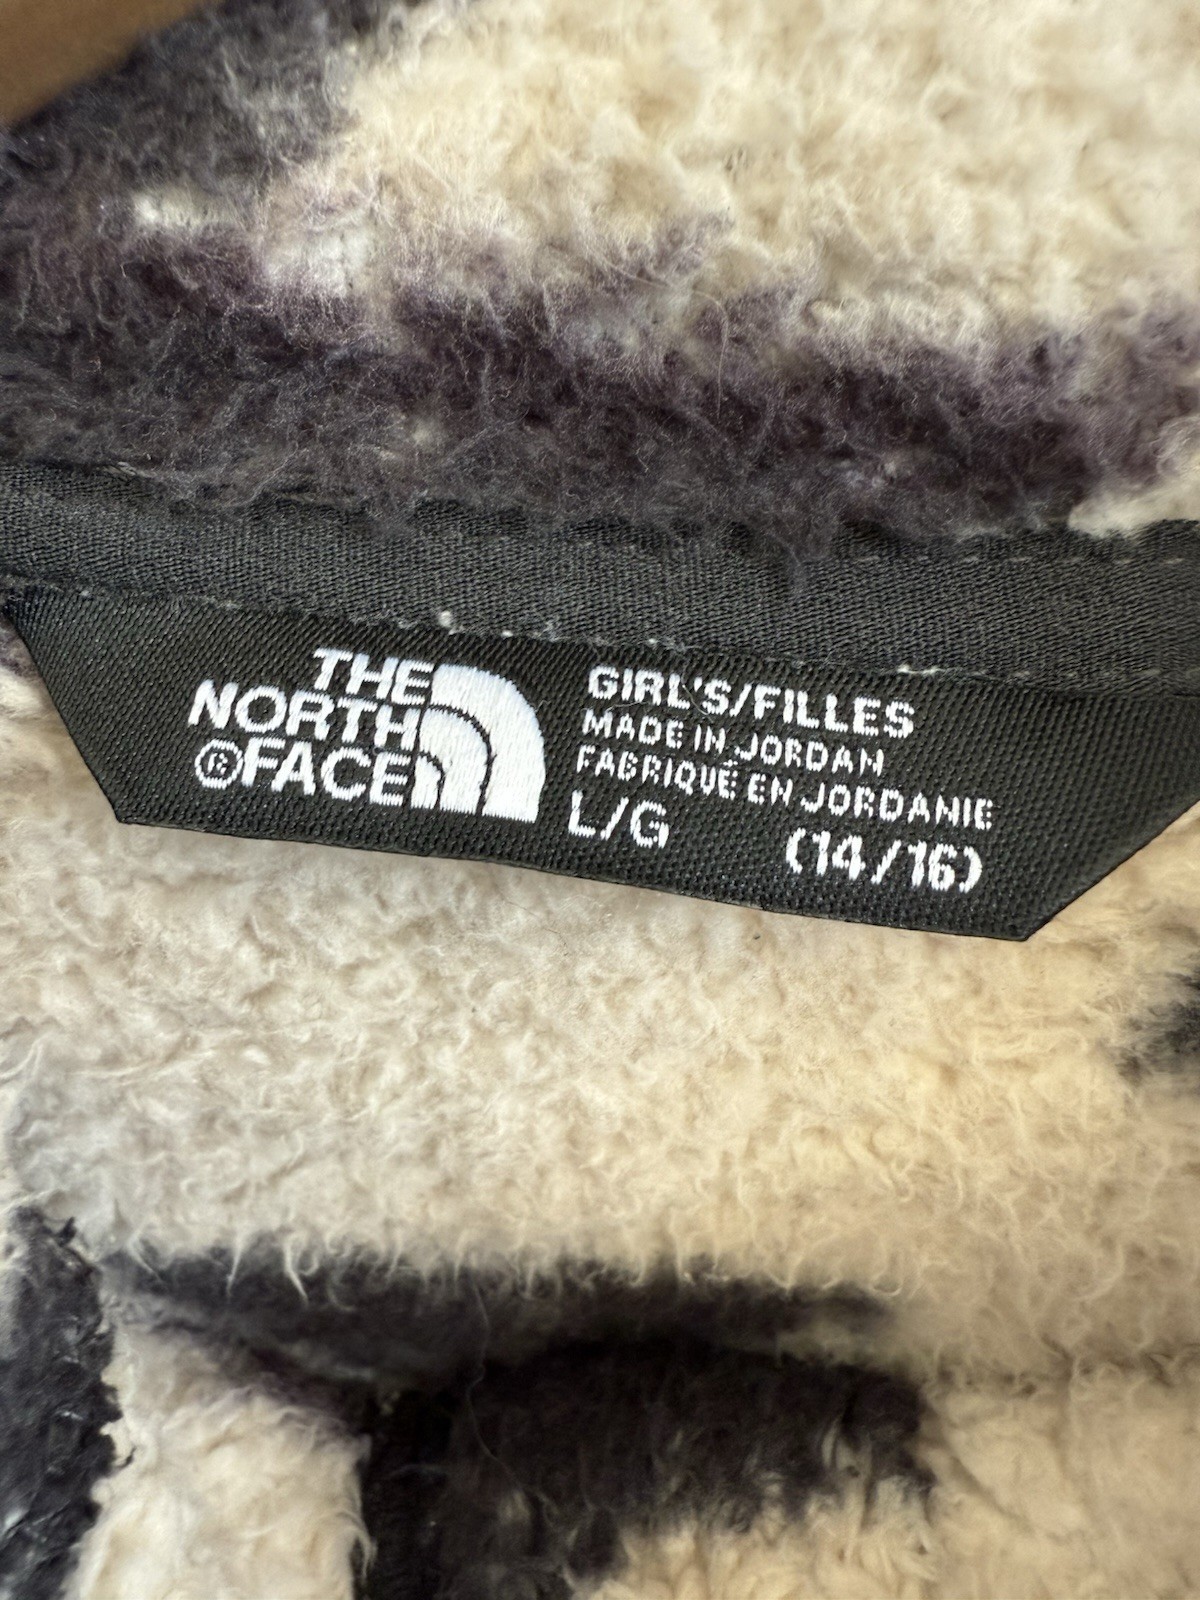 THE
NORTH
®FACE
GIRL'S/FILLES
MADE IN JORDAN
FABRIQUÉ EN JORDANIE
L/G (14/16)